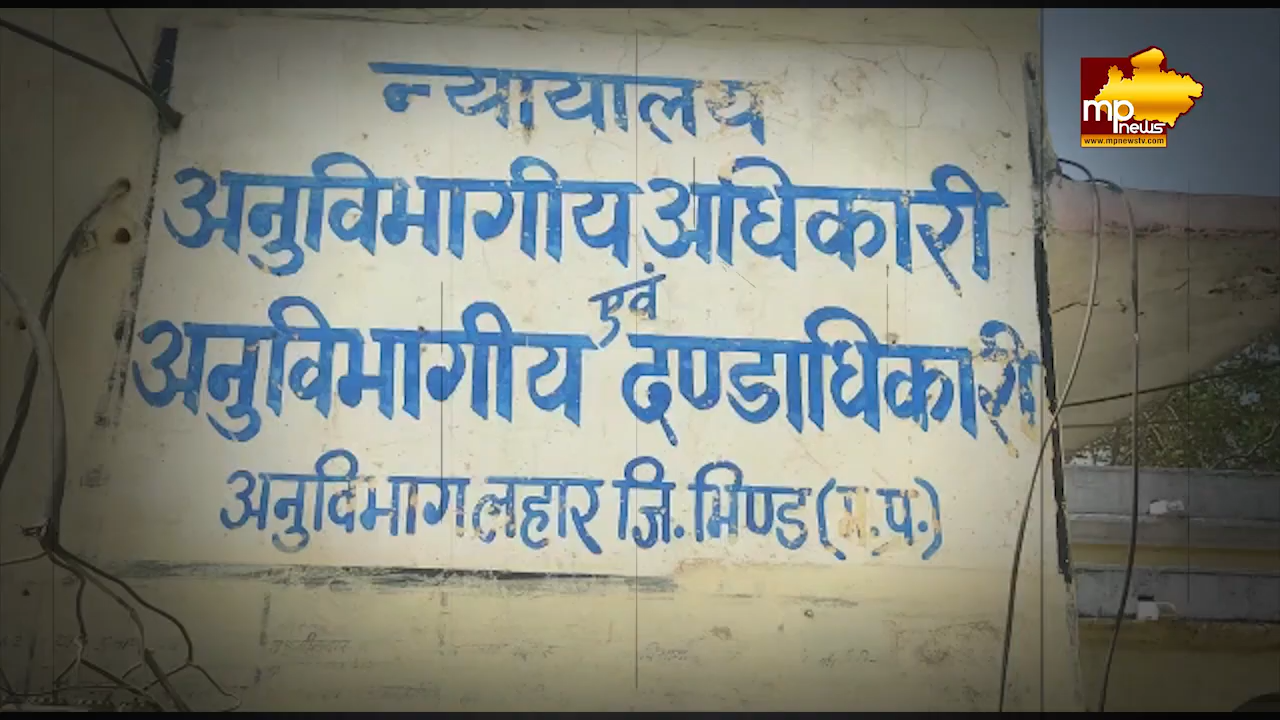 न्यायालय
अनुविभागीय अधिकारी
एवं
अनुविभागीय दण्डाधिकारी
अनुविभाग लहार जि. भिण्ड (म.प.)
mp
news
www.mpnewstv.com